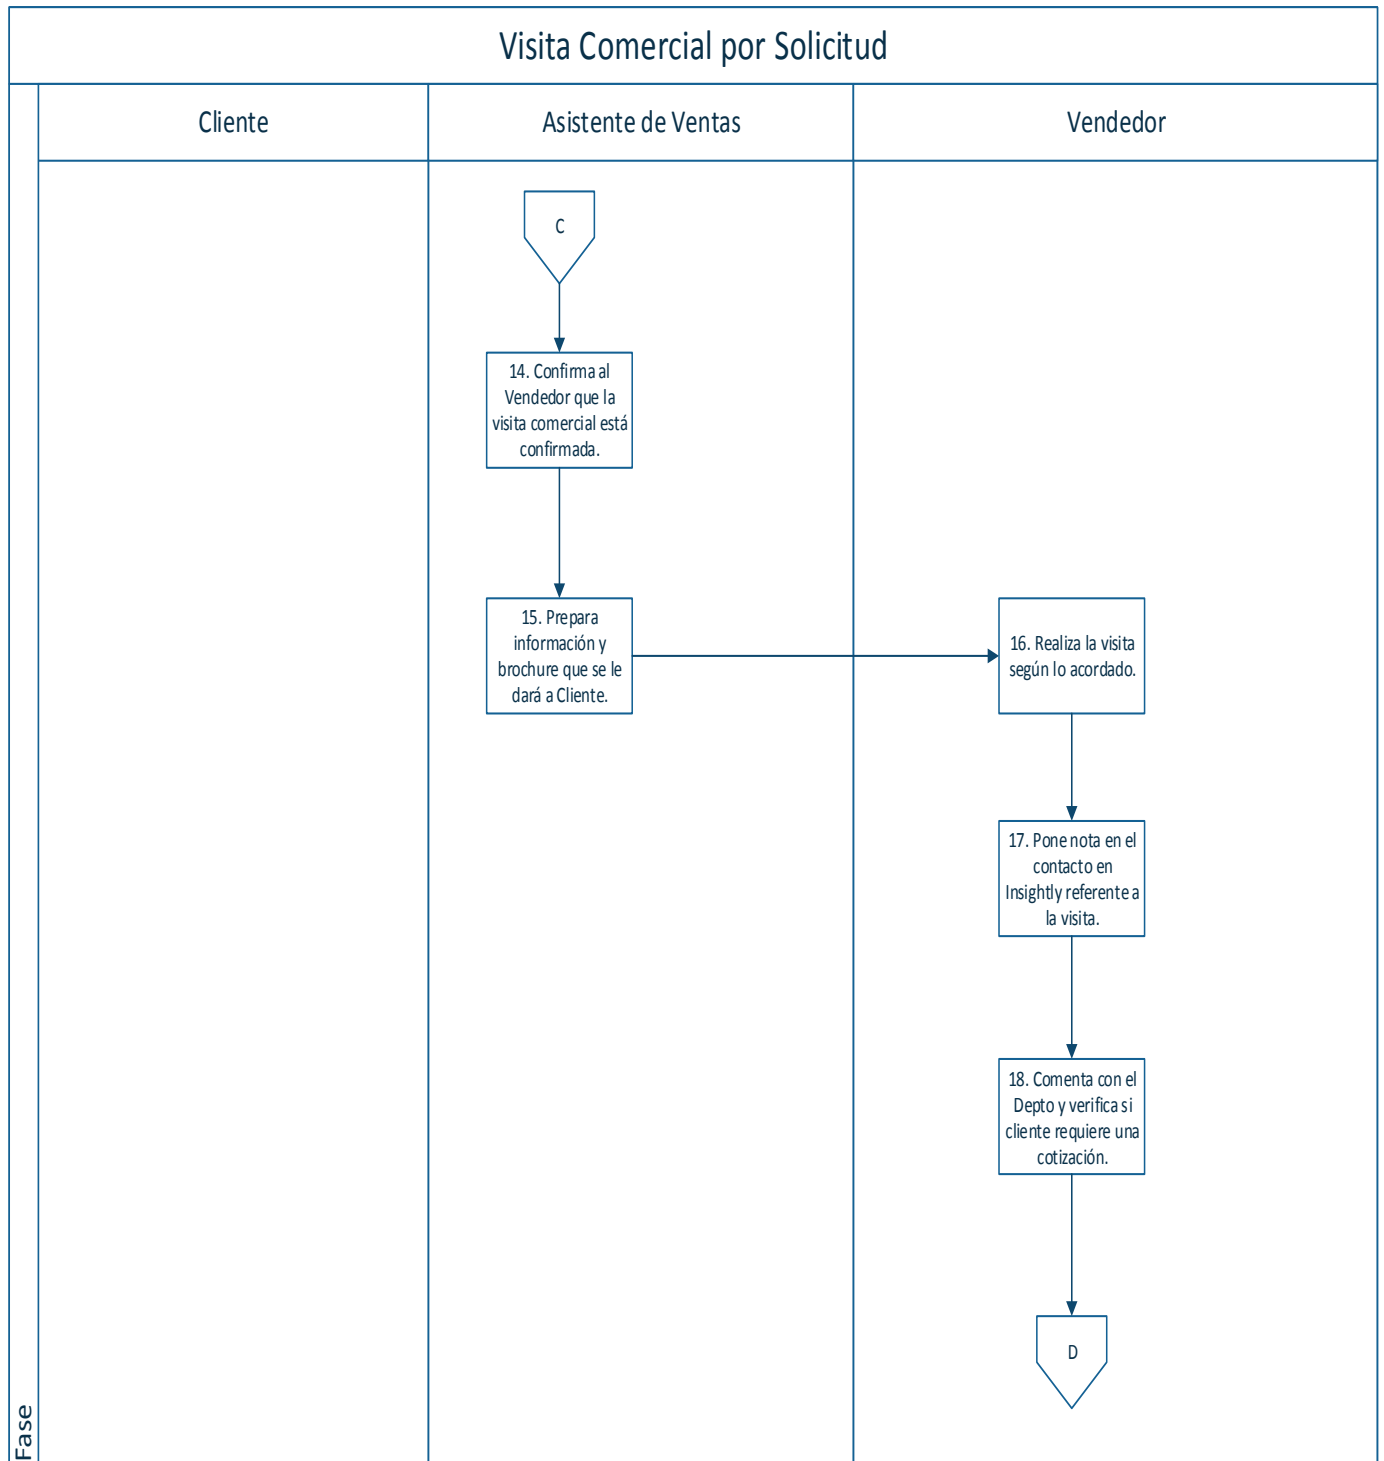 Visita Comercial por Solicitud
Cliente
Asistente de Ventas
Vendedor
C
14. Confirma al
Vendedor que la
visita comercial está
confirmada.
15. Prepara
información y
brochure que se le
dará a Cliente.
16. Realiza la visita
según lo acordado.
17. Pone nota en el
contacto en
Insightly referente a
la visita.
18. Comenta con el
Depto y verifica si
cliente requiere una
cotización.
D
Fase